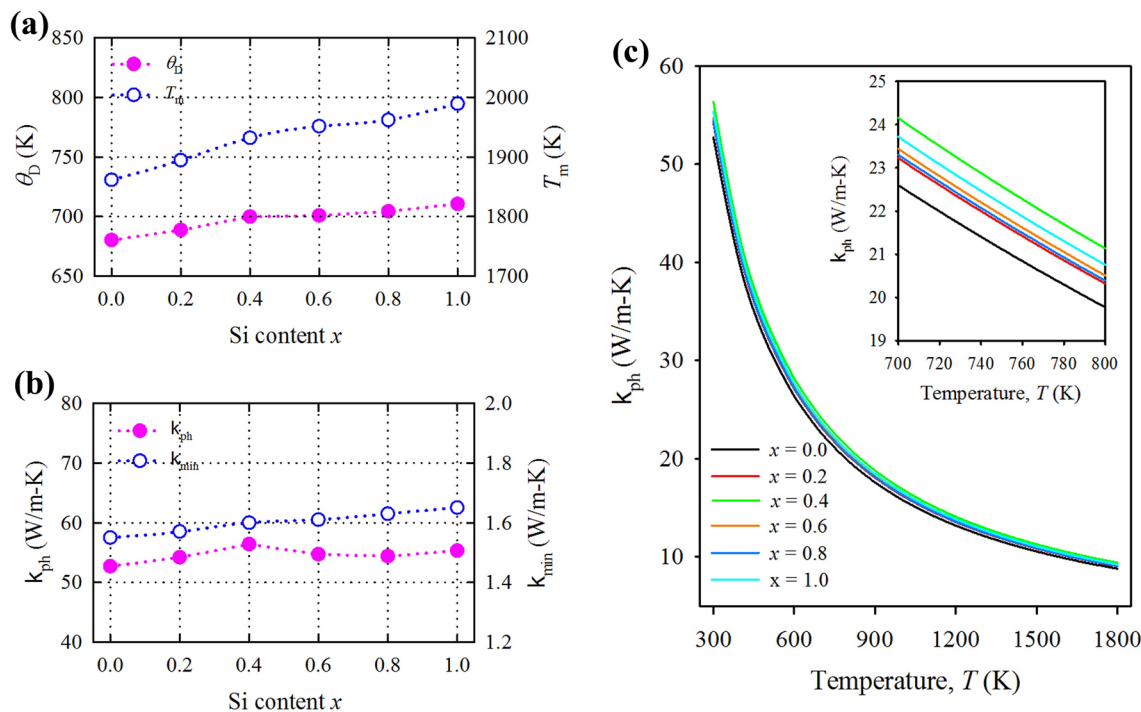 (a)
850
800
750
700
650
θD (K)
θD
Tm
2100
2000
1900
1800
1700
Tm (K)
0.0 0.2 0.4 0.6 0.8 1.0
Si content x
(b)
80
70
60
50
40
kph (W/m-K)
kph
kmin
2.0
1.8
1.6
1.4
1.2
kmin (W/m-K)
0.0 0.2 0.4 0.6 0.8 1.0
Si content x
(c)
60
50
40
30
20
10
kph (W/m-K)
25
24
23
22
21
20
19
kph (W/m-K)
700 720 740 760 780 800
Temperature, T (K)
x = 0.0
x = 0.2
x = 0.4
x = 0.6
x = 0.8
x = 1.0
300 600 900 1200 1500 1800
Temperature, T (K)